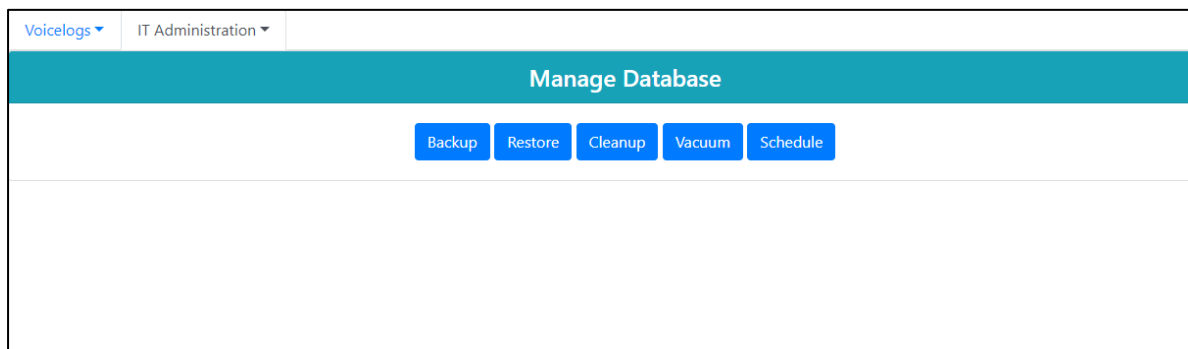 Voicelogs IT Administration
Manage Database
Backup Restore Cleanup Vacuum Schedule